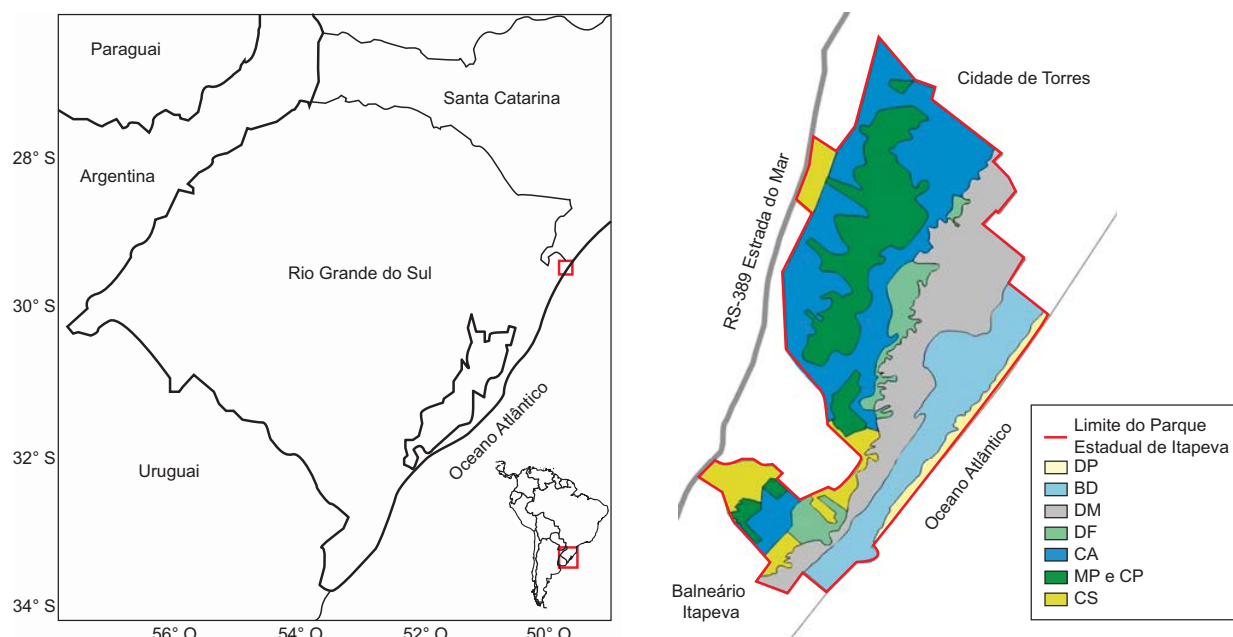 Paraguai
Santa Catarina
28° S
Argentina
Rio Grande do Sul
30° S
Oceano Atlântico
32° S
Uruguai
34° S
56° O
54° O
52° O
50° O
Cidade de Torres
RS-389 Estrada do Mar
Oceano Atlântico
Balneário
Itapeva
Limite do Parque
Estadual de Itapeva
DP
BD
DM
DF
CA
MP e CP
CS